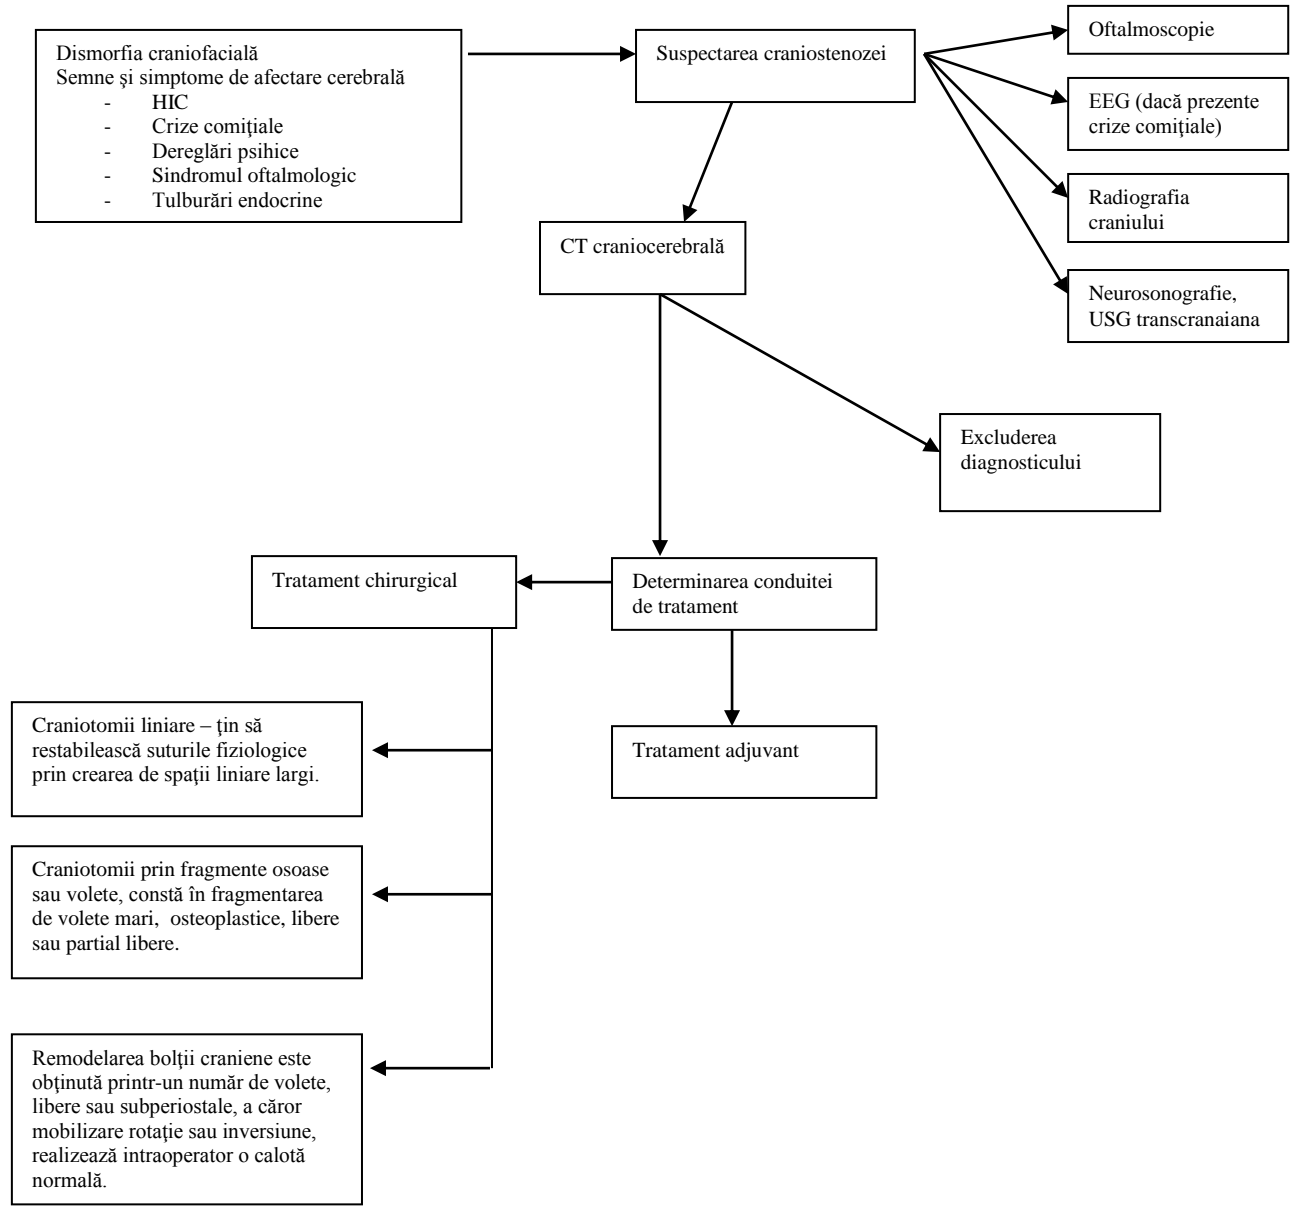 Dismorfia craniofacială
Semne şi simptome de afectare cerebrală
- HIC
- Crize comiţiale
- Dereglări psihice
- Sindromul oftalmologic
- Tulburări endocrine
Suspectarea craniostenozei
Oftalmoscopie
EEG (dacă prezente
crize comiţiale)
Radiografia
craniului
Neurosonografie,
USG transcranaiana
CT craniocerebrală
Excluderea
diagnosticului
Tratament chirurgical
Determinarea conduitei
de tratament
Craniotomii liniare – ţin să
restabilească suturile fiziologice
prin crearea de spaţii liniare largi.
Tratament adjuvant
Craniotomii prin fragmente osoase
sau volete, constă în fragmentarea
de volete mari, osteoplastice, libere
sau partial libere.
Remodelarea bolţii craniene este
obţinută printr-un număr de volete,
libere sau subperiostale, a căror
mobilizare rotaţie sau inversiune,
realizează intraoperator o calotă
normală.